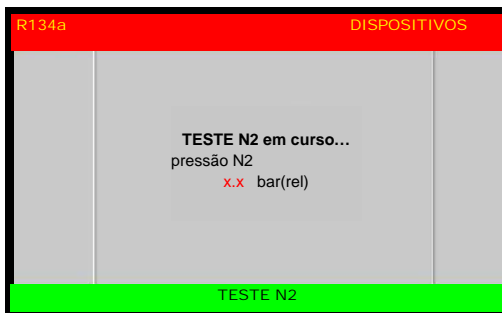 R134a DISPOSITIVOS
TESTE N2 em curso…
pressão N2
x.x bar(rel)
TESTE N2